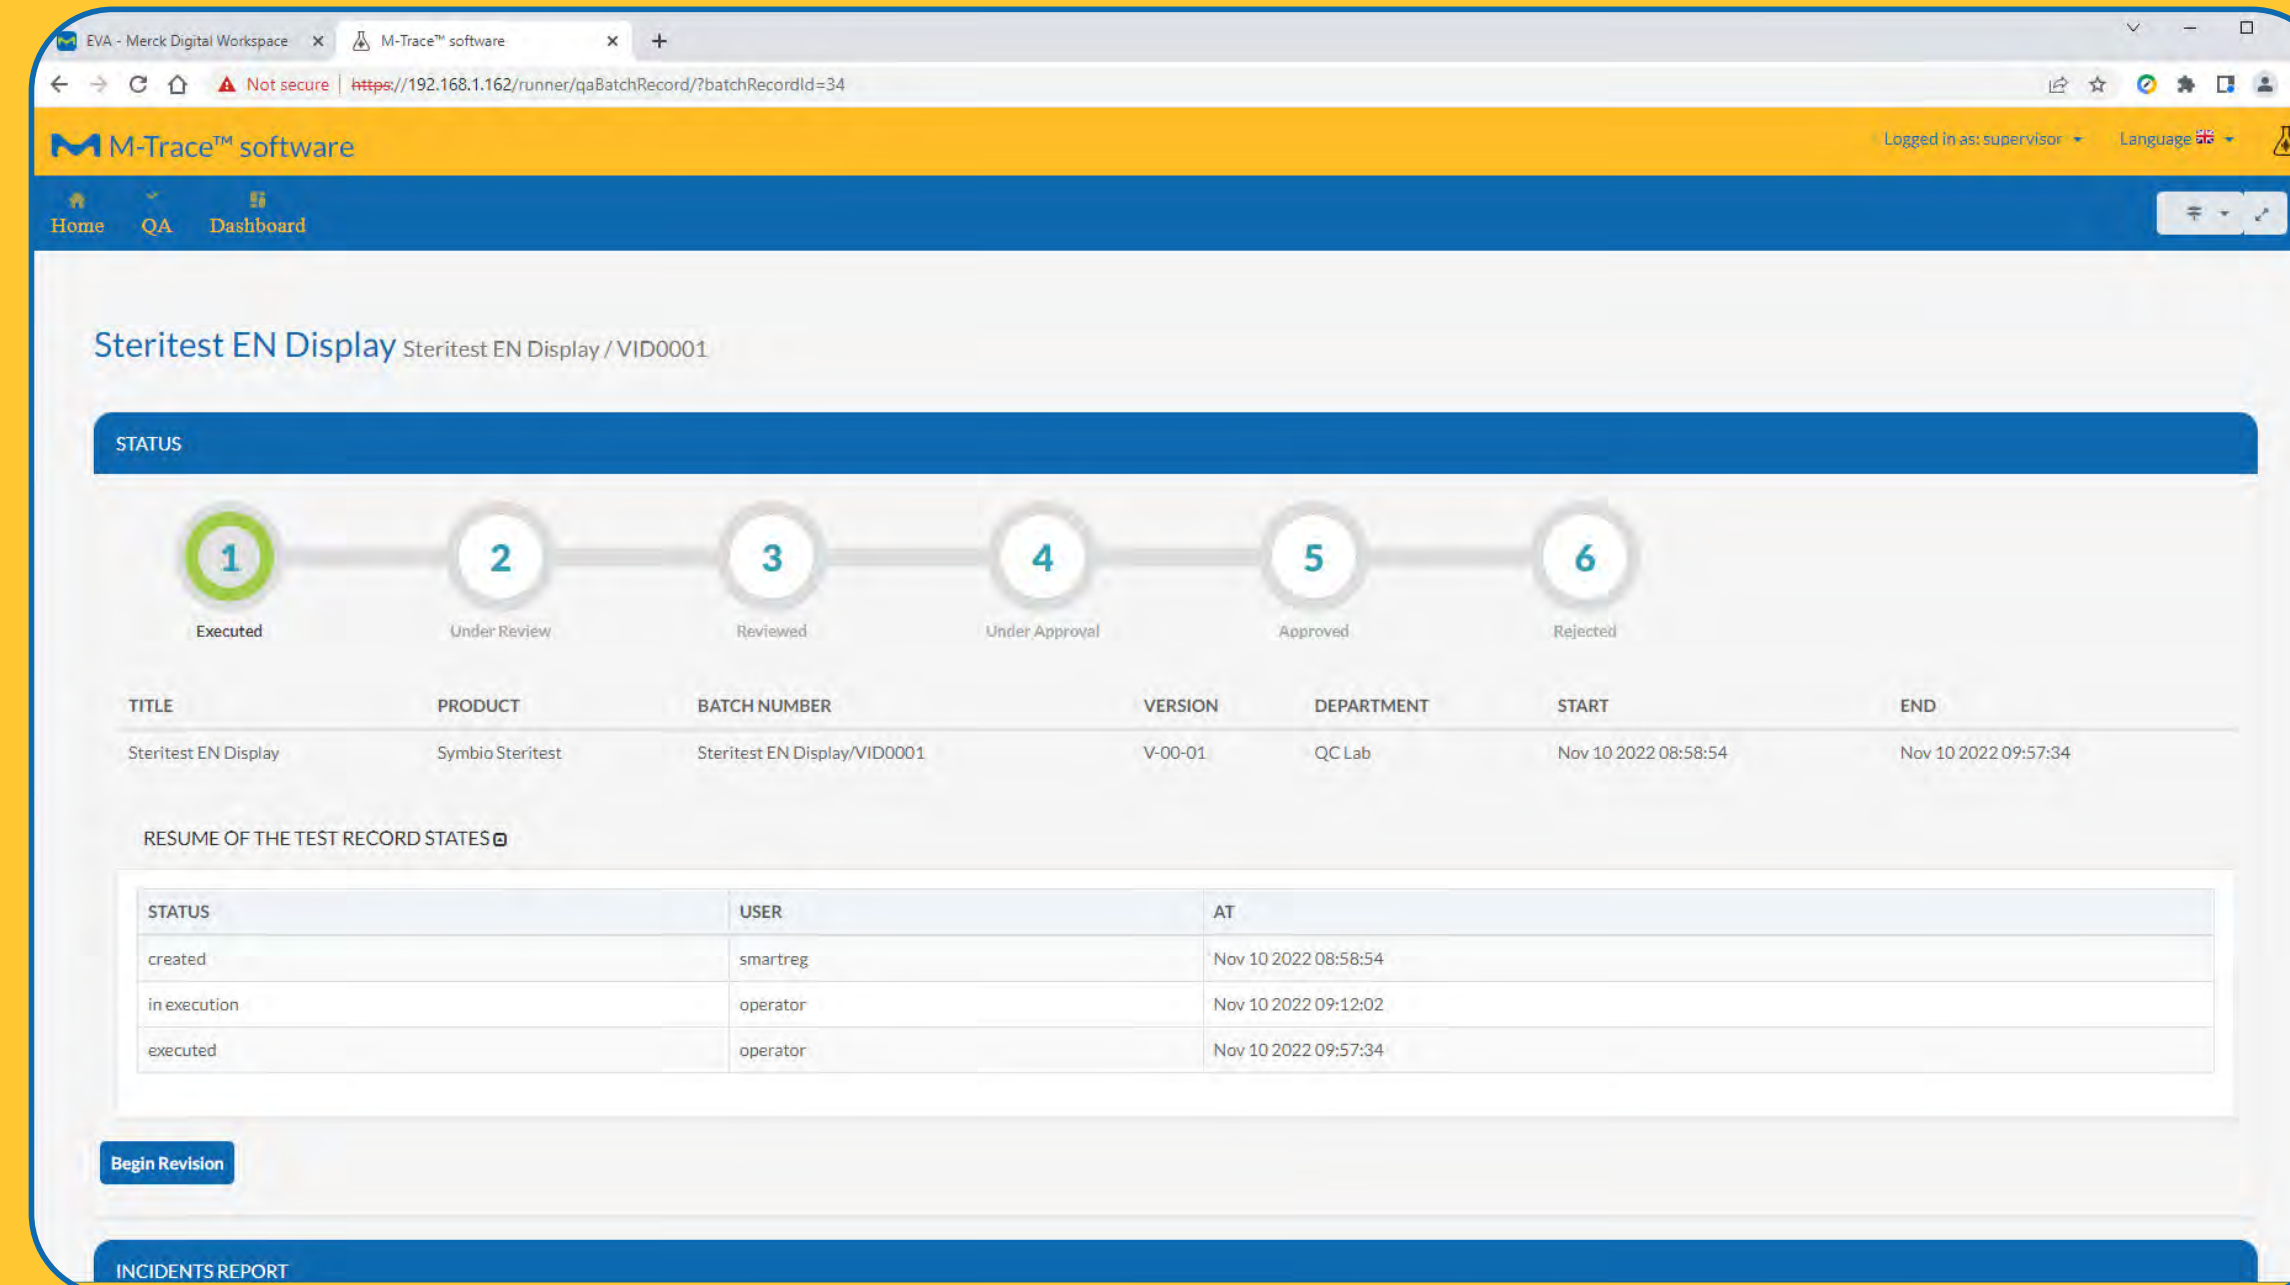 EVA - Merck Digital Workspace
M-Trace™ software
Not secure | https://192.168.1.162/runner/qaBatchRecord/?batchRecordId=34
M-Trace™ software
Logged in as: supervisor
Language
Home QA Dashboard
Steritest EN Display Steritest EN Display / VID0001
STATUS
1 2 3 4 5 6
Executed Under Review Reviewed Under Approval Approved Rejected
TITLE PRODUCT BATCH NUMBER VERSION DEPARTMENT START END
Steritest EN Display Symbio Steritest Steritest EN Display/VID0001 V-00-01 QC Lab Nov 10 2022 08:58:54 Nov 10 2022 09:57:34
RESUME OF THE TEST RECORD STATES
STATUS USER AT
created smartreg Nov 10 2022 08:58:54
in execution operator Nov 10 2022 09:12:02
executed operator Nov 10 2022 09:57:34
Begin Revision
INCIDENTS REPORT